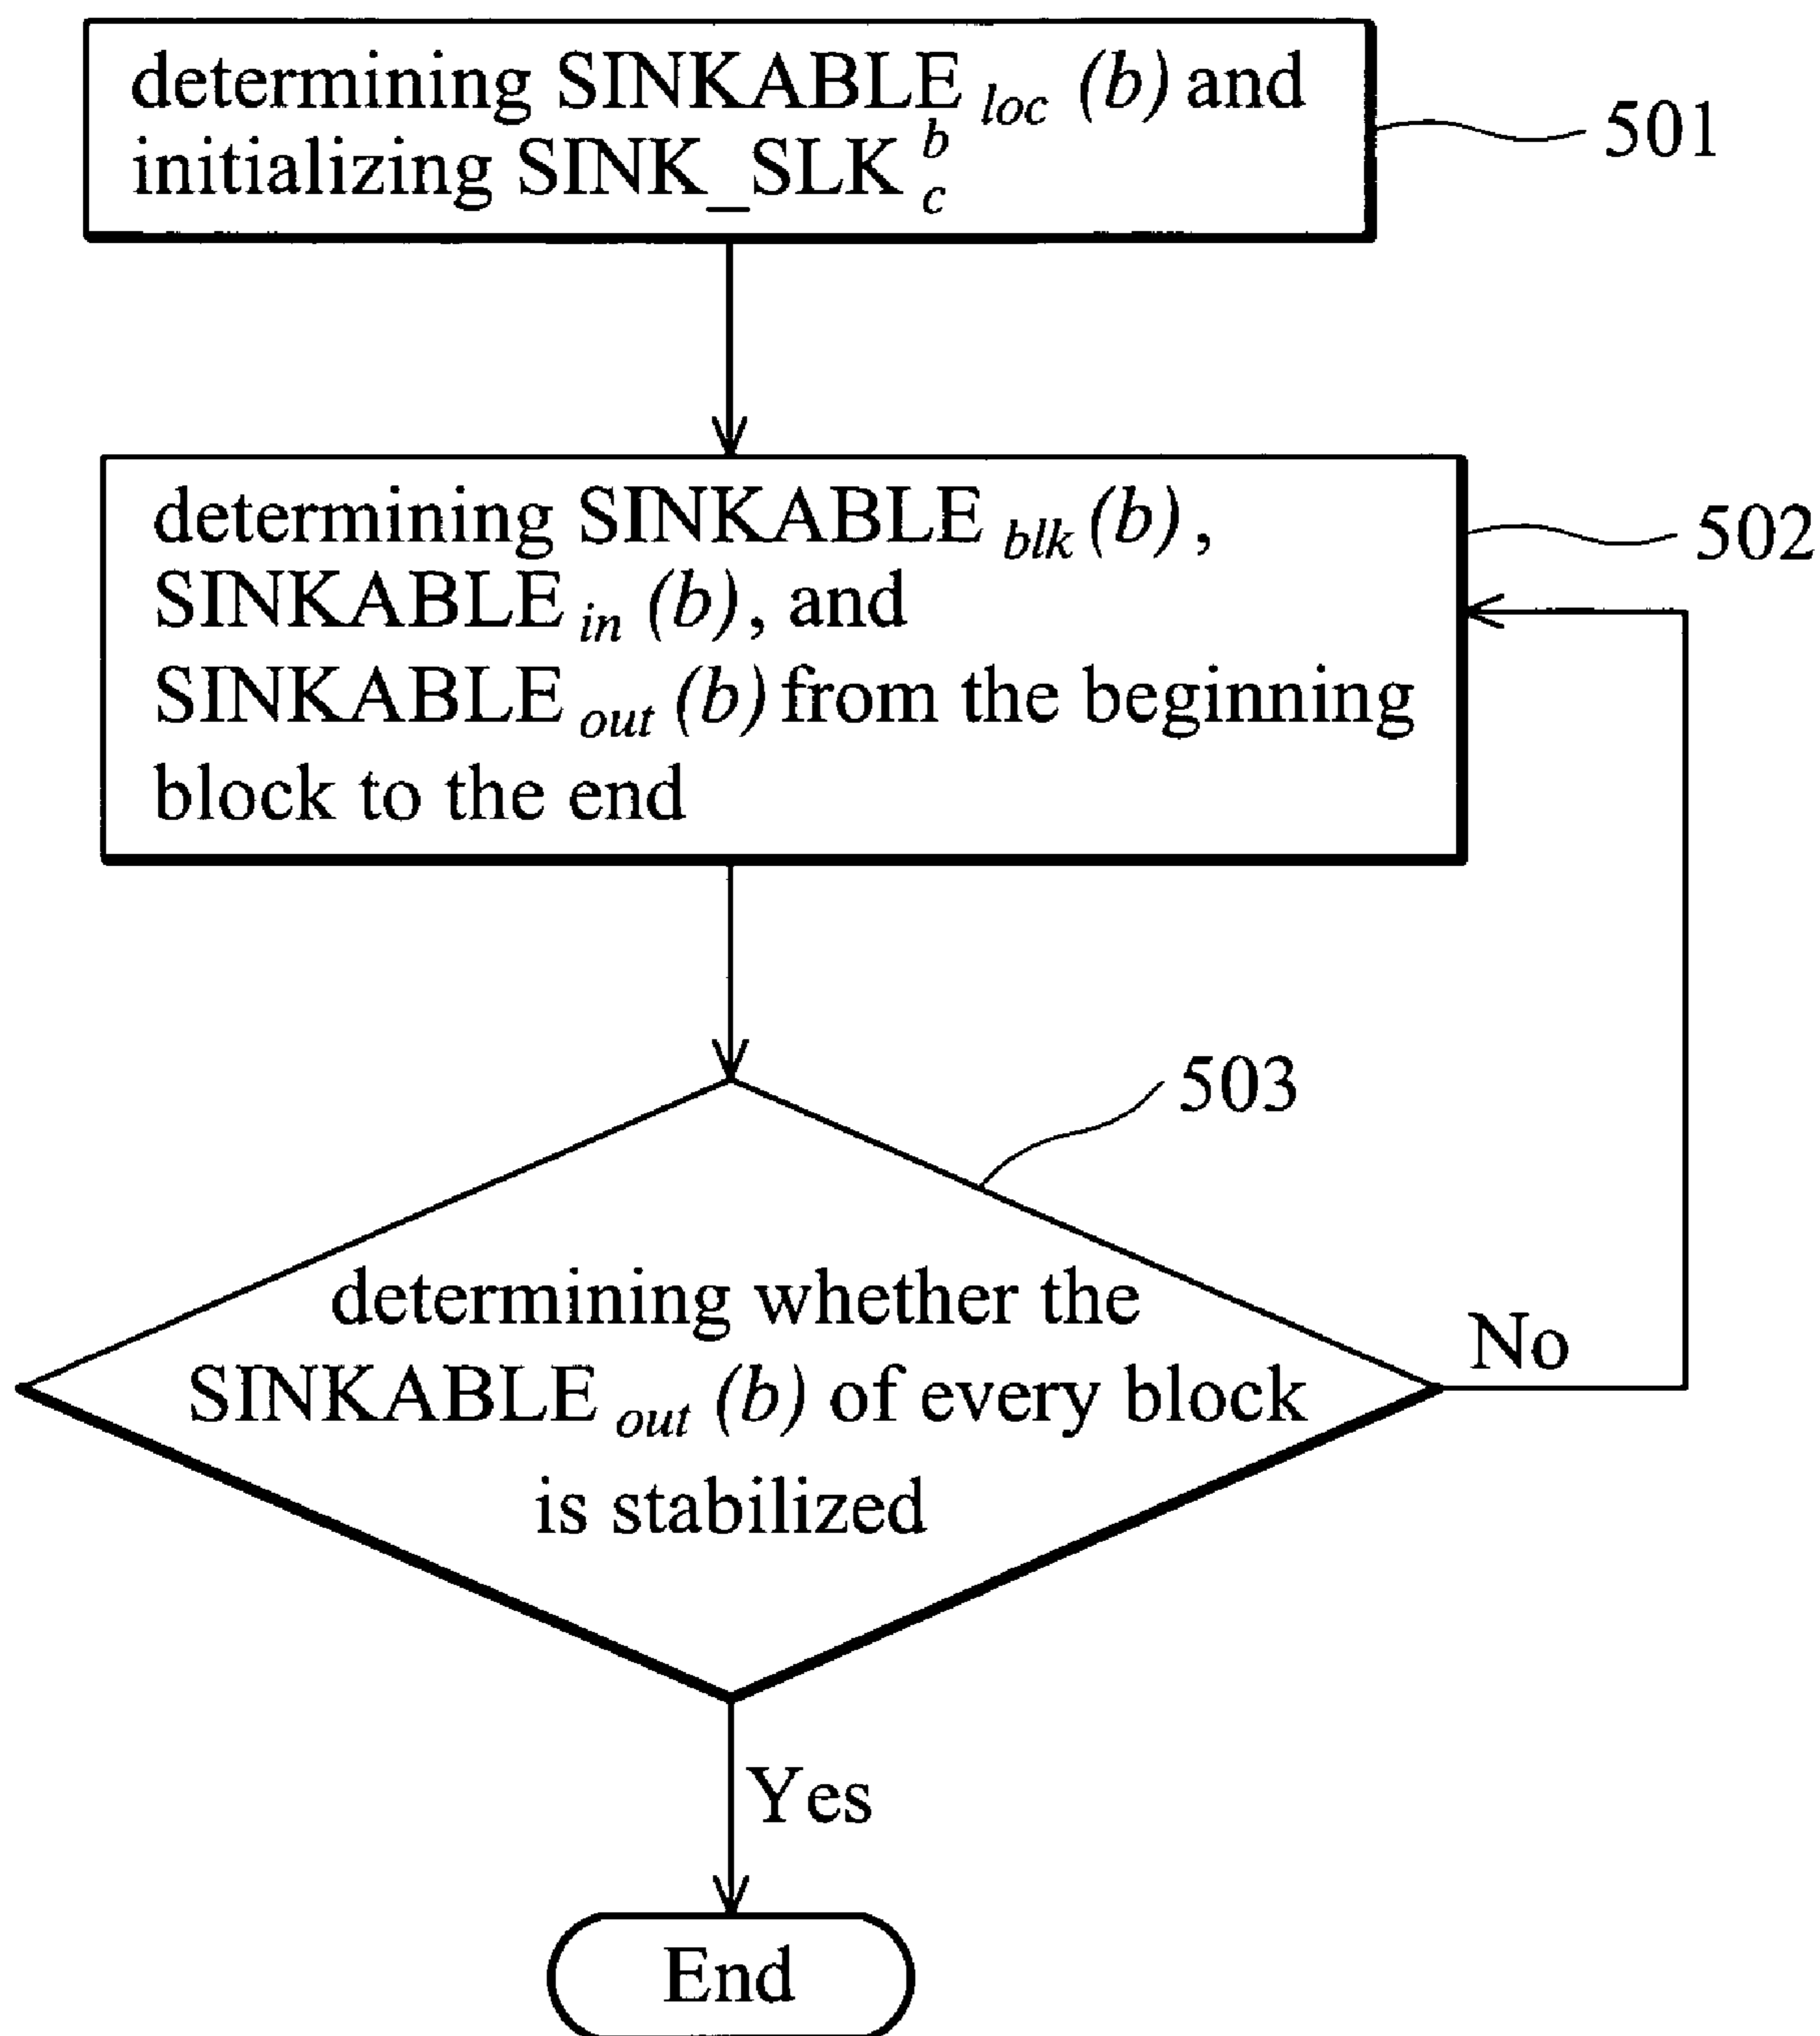 determining SINKABLE loc (b) and
initializing SINK_SLK b c
501
determining SINKABLE blk (b),
SINKABLE in (b), and
SINKABLE out (b) from the beginning
block to the end
502
503
determining whether the
SINKABLE out (b) of every block
is stabilized
No
Yes
End